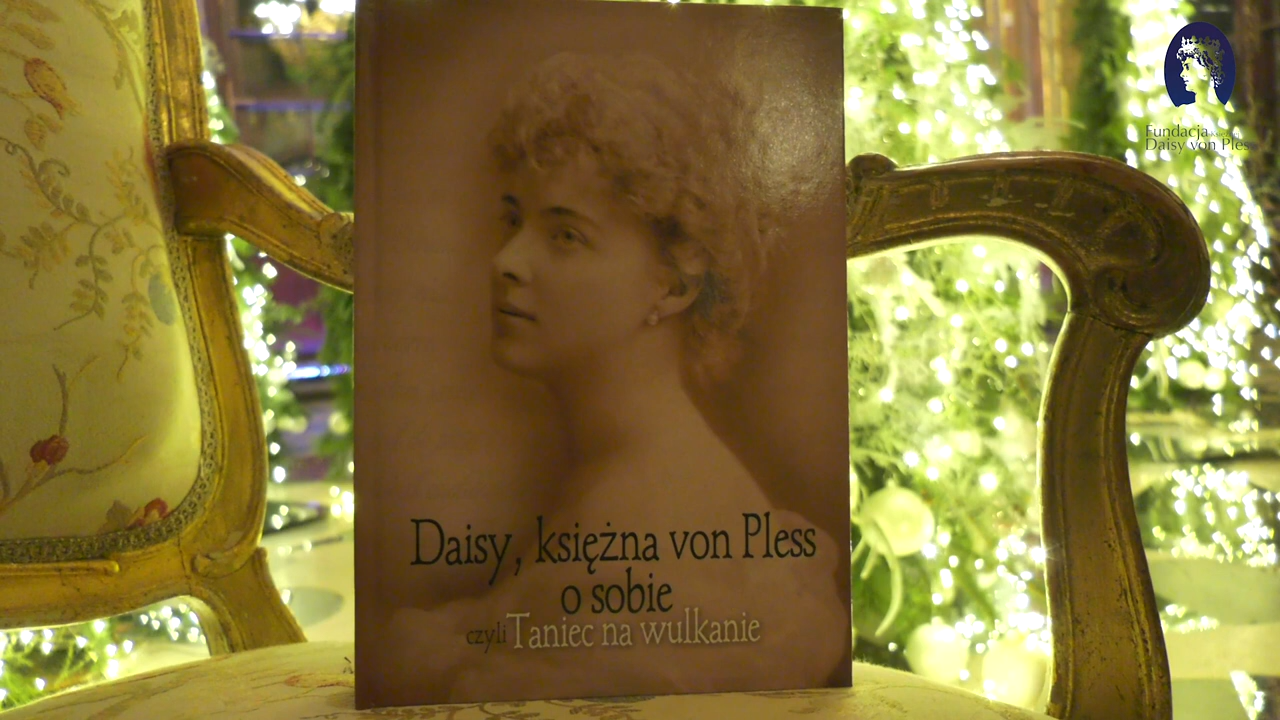 Fundacja
Daisy von Pless
Daisy, księżna von Pless
o sobie
czyli Taniec na wulkanie